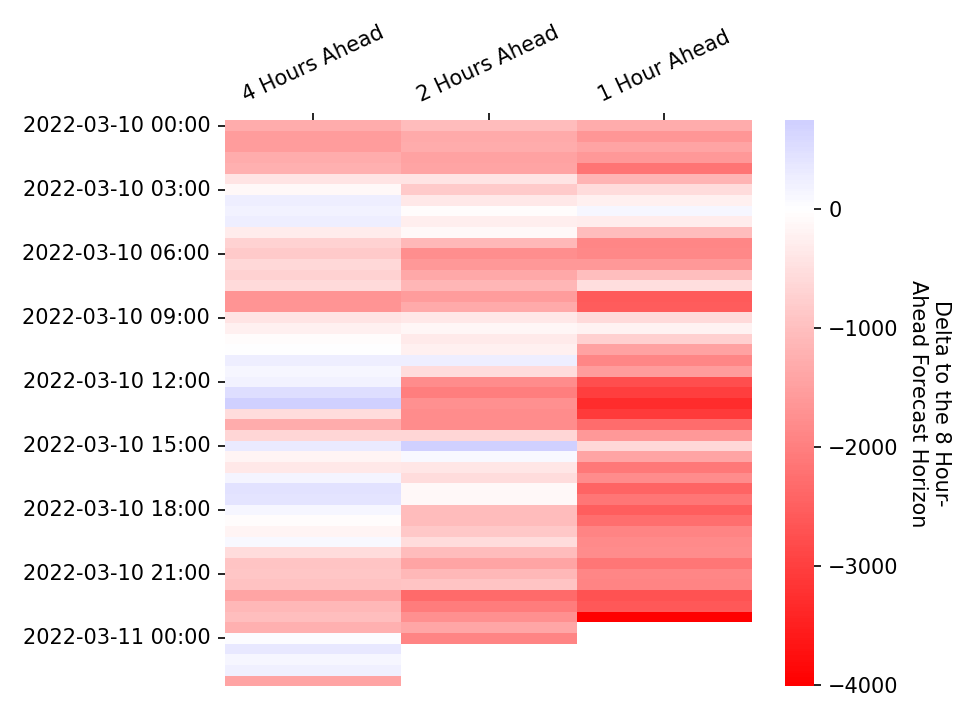 4 Hours Ahead
2 Hours Ahead
1 Hour Ahead
2022-03-10 00:00
2022-03-10 03:00
2022-03-10 06:00
2022-03-10 09:00
2022-03-10 12:00
2022-03-10 15:00
2022-03-10 18:00
2022-03-10 21:00
2022-03-11 00:00
0
−1000
−2000
−3000
−4000
Delta to the 8 Hour-
Ahead Forecast Horizon